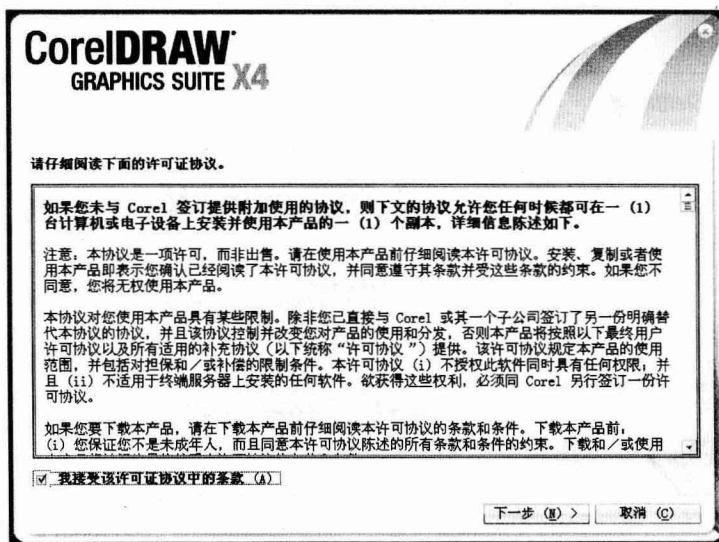 CorelDRAW
GRAPHICS SUITE X4
请仔细阅读下面的许可证协议。
如果您未与 Corel 签订提供附加使用的协议，则下文的协议允许您任何时候都可在一 (1)
台计算机或电子设备上安装并使用本产品的一 (1) 个副本，详细信息陈述如下。
注意：本协议是一项许可，而非出售。请在使用本产品前仔细阅读本许可协议。安装、复制或者使
用本产品即表示您确认已经阅读了本许可协议，并同意遵守其条款并受这些条款的约束。如果您不
同意，您将无权使用本产品。
本协议对您使用本产品具有某些限制。除非您已直接与 Corel 或其一个子公司签订了另一份明确替
代本协议的协议，并且该协议控制并改变您对产品的使用和分发，否则本产品将按照以下最终用户
许可协议以及所有适用的补充协议（以下统称“许可协议”）提供。该许可协议规定本产品的使用
范围，并包括对担保和／或补偿的限制条件。本许可协议 (i) 不授权此软件同时具有任何权限；并
且 (ii) 不适用于终端服务器上安装的任何软件。欲获得这些权利，必须同 Corel 另行签订一份许
可协议。
如果您要下载本产品，请在下载本产品前仔细阅读本许可协议的条款和条件。下载本产品前：
(i) 您保证您不是未成年人，而且同意本许可协议陈述的所有条款和条件的约束。下载和／或使用
我接受该许可证协议中的条款 (A)
下一步 (N) >
取消 (C)